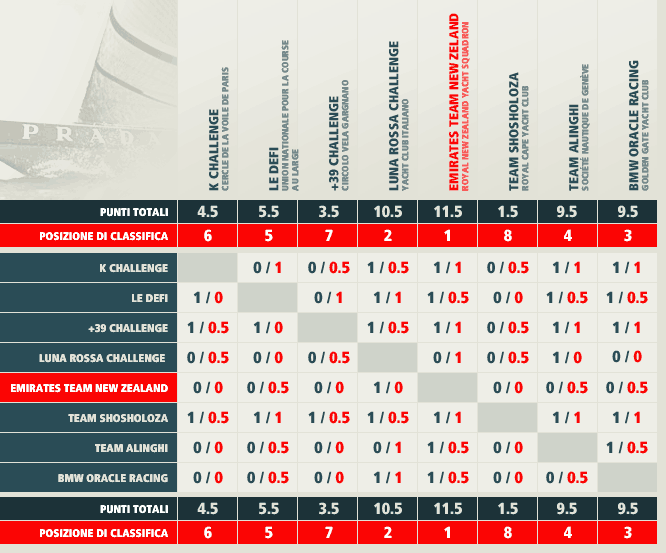 PRADA
K CHALLENGE
CERCLE DE LA VOILE DE PARIS
LE DEFI
UNION NATIONALE POUR LA COURSE
AU LARGE
+39 CHALLENGE
CIRCOLO VELA GARGNANO
LUNA ROSSA CHALLENGE
YACHT CLUB ITALIANO
EMIRATES TEAM NEW ZELAND
ROYAL NEW ZEALAND YACHT SQUADRON
TEAM SHOSHOLOZA
ROYAL CAPE YACHT CLUB
TEAM ALINGHI
SOCIÉTÉ NAUTIQUE DE GENÈVE
BMW ORACLE RACING
GOLDEN GATE YACHT CLUB
PUNTI TOTALI 4.5 5.5 3.5 10.5 11.5 1.5 9.5 9.5
POSIZIONE DI CLASSIFICA 6 5 7 2 1 8 4 3
K CHALLENGE 0 / 1 0 / 0.5 1 / 0.5 1 / 1 0 / 0.5 1 / 1 1 / 1
LE DEFI 1 / 0 0 / 1 1 / 1 1 / 0.5 0 / 0 1 / 0.5 1 / 0.5
+39 CHALLENGE 1 / 0.5 1 / 0 1 / 0.5 1 / 1 0 / 0.5 1 / 1 1 / 1
LUNA ROSSA CHALLENGE 0 / 0.5 0 / 0 0 / 0.5 0 / 1 0 / 0.5 1 / 0 0 / 0
EMIRATES TEAM NEW ZEALAND 0 / 0 0 / 0.5 0 / 0 1 / 0 0 / 0 0 / 0.5 0 / 0.5
TEAM SHOSHOLOZA 1 / 0.5 1 / 1 1 / 0.5 1 / 0.5 1 / 1 1 / 1 1 / 1
TEAM ALINGHI 0 / 0 0 / 0.5 0 / 0 0 / 1 1 / 0.5 0 / 0 1 / 0.5
BMW ORACLE RACING 0 / 0 0 / 0.5 0 / 0 1 / 1 1 / 0.5 0 / 0 0 / 0.5
PUNTI TOTALI 4.5 5.5 3.5 10.5 11.5 1.5 9.5 9.5
POSIZIONE DI CLASSIFICA 6 5 7 2 1 8 4 3